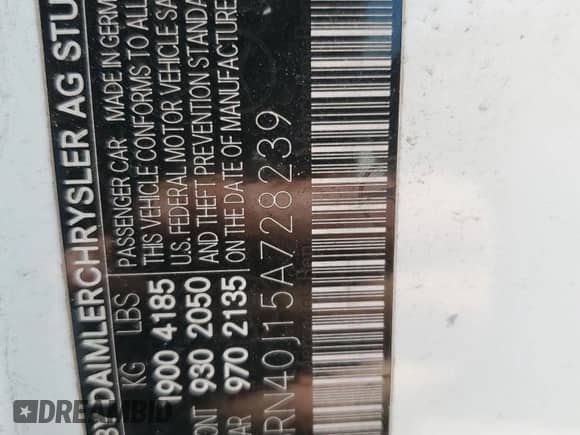 DAIMLERCHRYSLER AG STU
KG LBS PASSENGER CAR MADE IN GERM
THIS VEHICLE CONFORMS TO ALL
1900 4185 U.S. FEDERAL MOTOR VEHICLE SA
930 2050 AND THEFT PREVENTION STANDA
970 2135 ON THE DATE OF MANUFACTURE
RN40J15A728239
DREAMBID